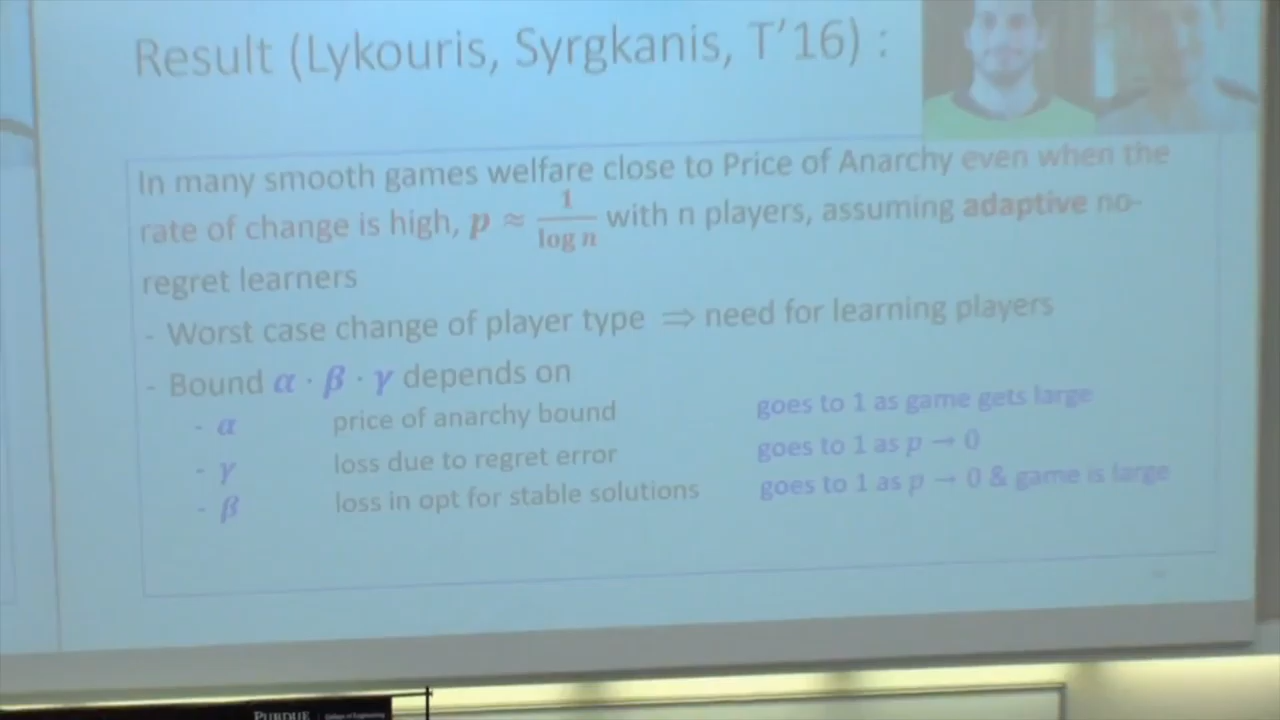 Result (Lykouris, Syrgkanis, T’16) :
In many smooth games welfare close to Price of Anarchy even when the
rate of change is high, p ≈ 1/log n with n players, assuming adaptive no-
regret learners
- Worst case change of player type ⇒ need for learning players
- Bound α · β · γ depends on
- α price of anarchy bound goes to 1 as game gets large
- γ loss due to regret error goes to 1 as p → 0
- β loss in opt for stable solutions goes to 1 as p → 0 & game is large
PURDUE College of Engineering